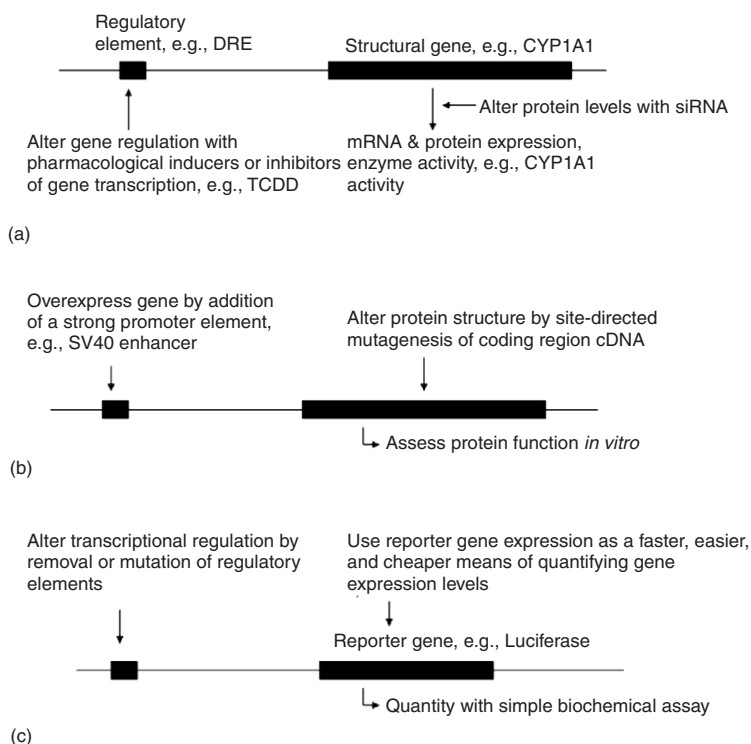 Regulatory
element, e.g., DRE
Structural gene, e.g., CYP1A1
Alter protein levels with siRNA
Alter gene regulation with
pharmacological inducers or inhibitors
of gene transcription, e.g., TCDD
mRNA & protein expression,
enzyme activity, e.g., CYP1A1
activity
(a)
Overexpress gene by addition
of a strong promoter element,
e.g., SV40 enhancer
Alter protein structure by site-directed
mutagenesis of coding region cDNA
Assess protein function in vitro
(b)
Alter transcriptional regulation by
removal or mutation of regulatory
elements
Use reporter gene expression as a faster, easier,
and cheaper means of quantifying gene
expression levels
Reporter gene, e.g., Luciferase
Quantity with simple biochemical assay
(c)